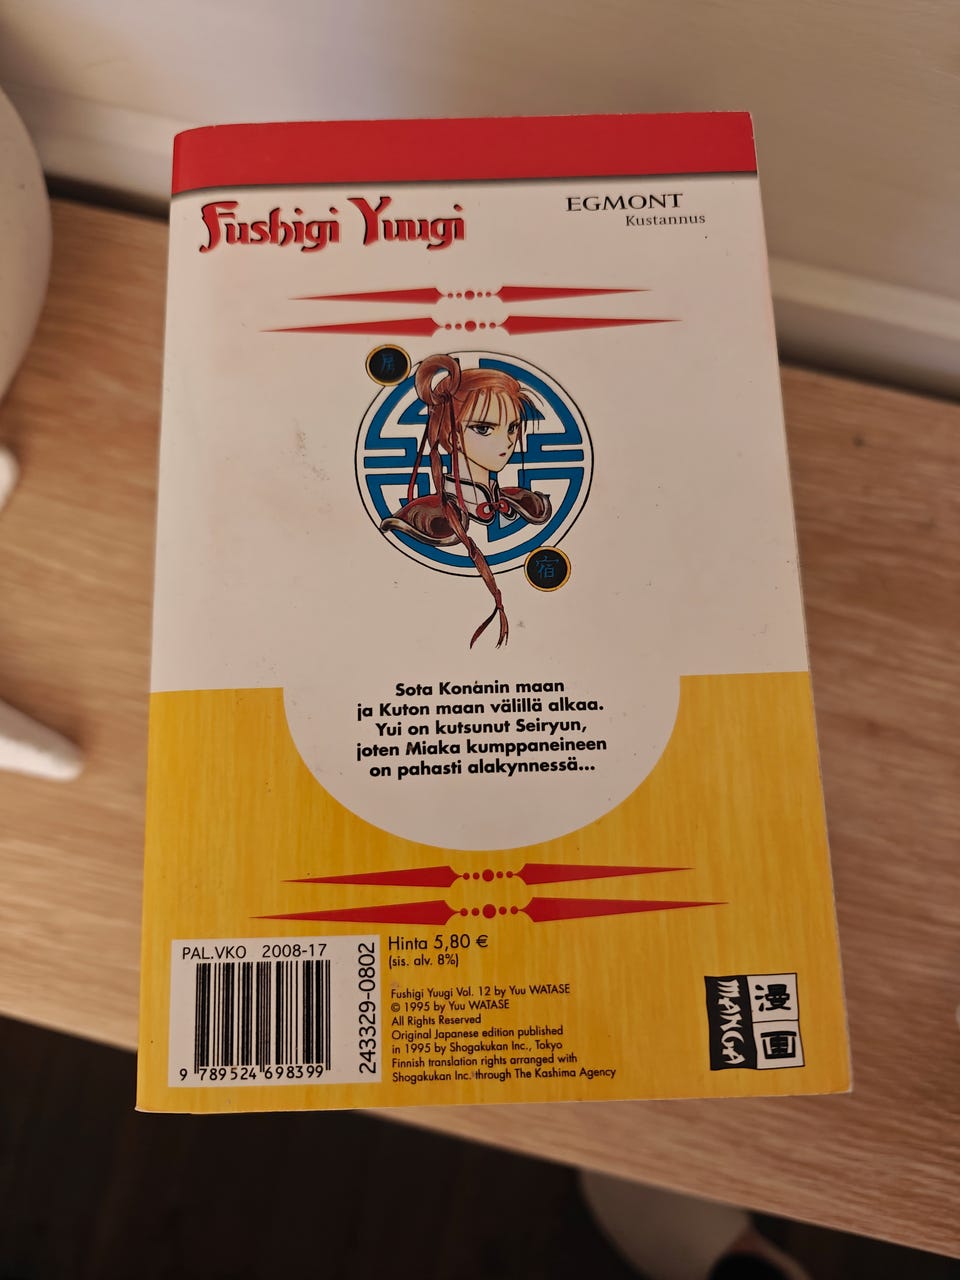 Fushigi Yuugi
EGMONT
Kustannus
房
宿
Sota Konanin maan
ja Kuton maan välillä alkaa.
Yui on kutsunut Seiryun,
joten Miaka kumppaneineen
on pahasti alakynnessä...
PAL.VKO 2008-17
9 789524 698399
243329-0802
Hinta 5,80 €
(sis. alv. 8%)
Fushigi Yuugi Vol. 12 by Yuu WATASE
© 1995 by Yuu WATASE
All Rights Reserved
Original Japanese edition published
in 1995 by Shogakukan Inc., Tokyo
Finnish translation rights arranged with
Shogakukan Inc. through The Kashima Agency
MANGA
漫
画